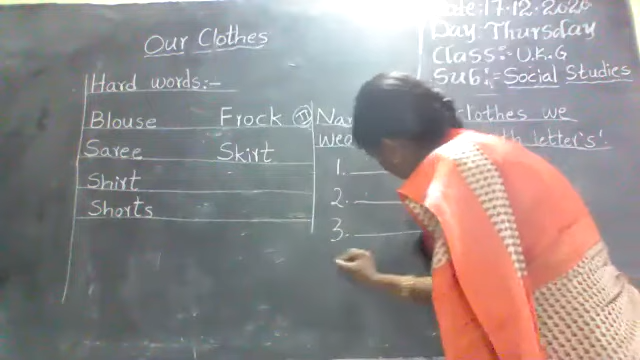 Our Clothes
Date:17.12.2020
Day: Thursday
Class:- U.K.G
Sub:- Social Studies
Hard words:-
Blouse Frock
Saree Skirt
Shirt
Shorts
II clothes we
letter 's'.
1.
2.
3.